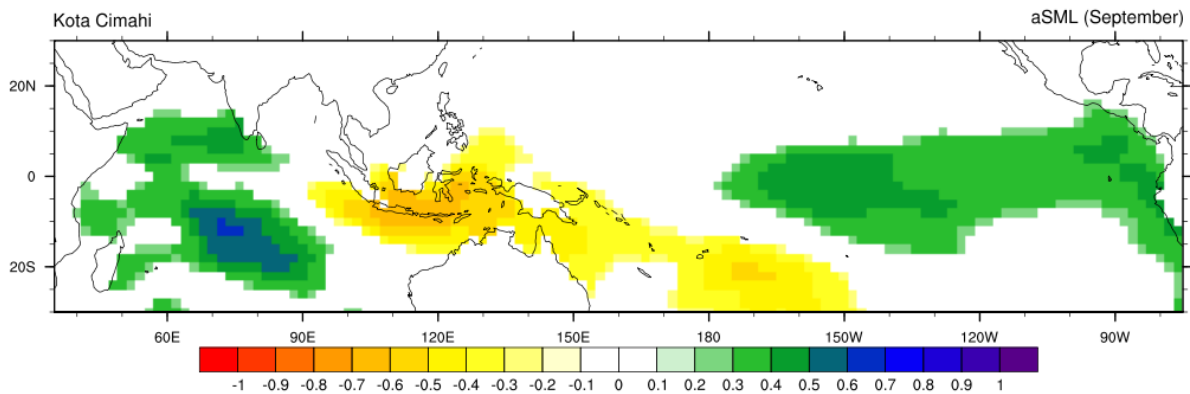 Kota Cimahi
aSML (September)
20N
0
20S
60E 90E 120E 150E 180 150W 120W 90W
-1 -0.9 -0.8 -0.7 -0.6 -0.5 -0.4 -0.3 -0.2 -0.1 0 0.1 0.2 0.3 0.4 0.5 0.6 0.7 0.8 0.9 1